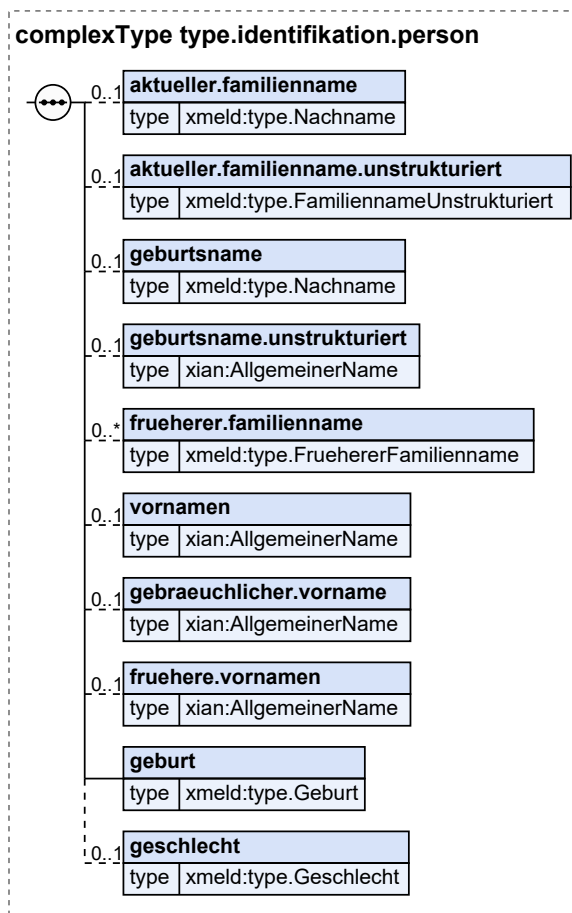 complexType type.identifikation.person
0..1 aktueller.familienname
type xmeld:type.Nachname
0..1 aktueller.familienname.unstrukturiert
type xmeld:type.FamiliennameUnstrukturiert
0..1 geburtsname
type xmeld:type.Nachname
0..1 geburtsname.unstrukturiert
type xian:AllgemeinerName
0..* frueherer.familienname
type xmeld:type.FruehererFamilienname
0..1 vornamen
type xian:AllgemeinerName
0..1 gebraeuchlicher.vorname
type xian:AllgemeinerName
0..1 fruehere.vornamen
type xian:AllgemeinerName
geburt
type xmeld:type.Geburt
0..1 geschlecht
type xmeld:type.Geschlecht